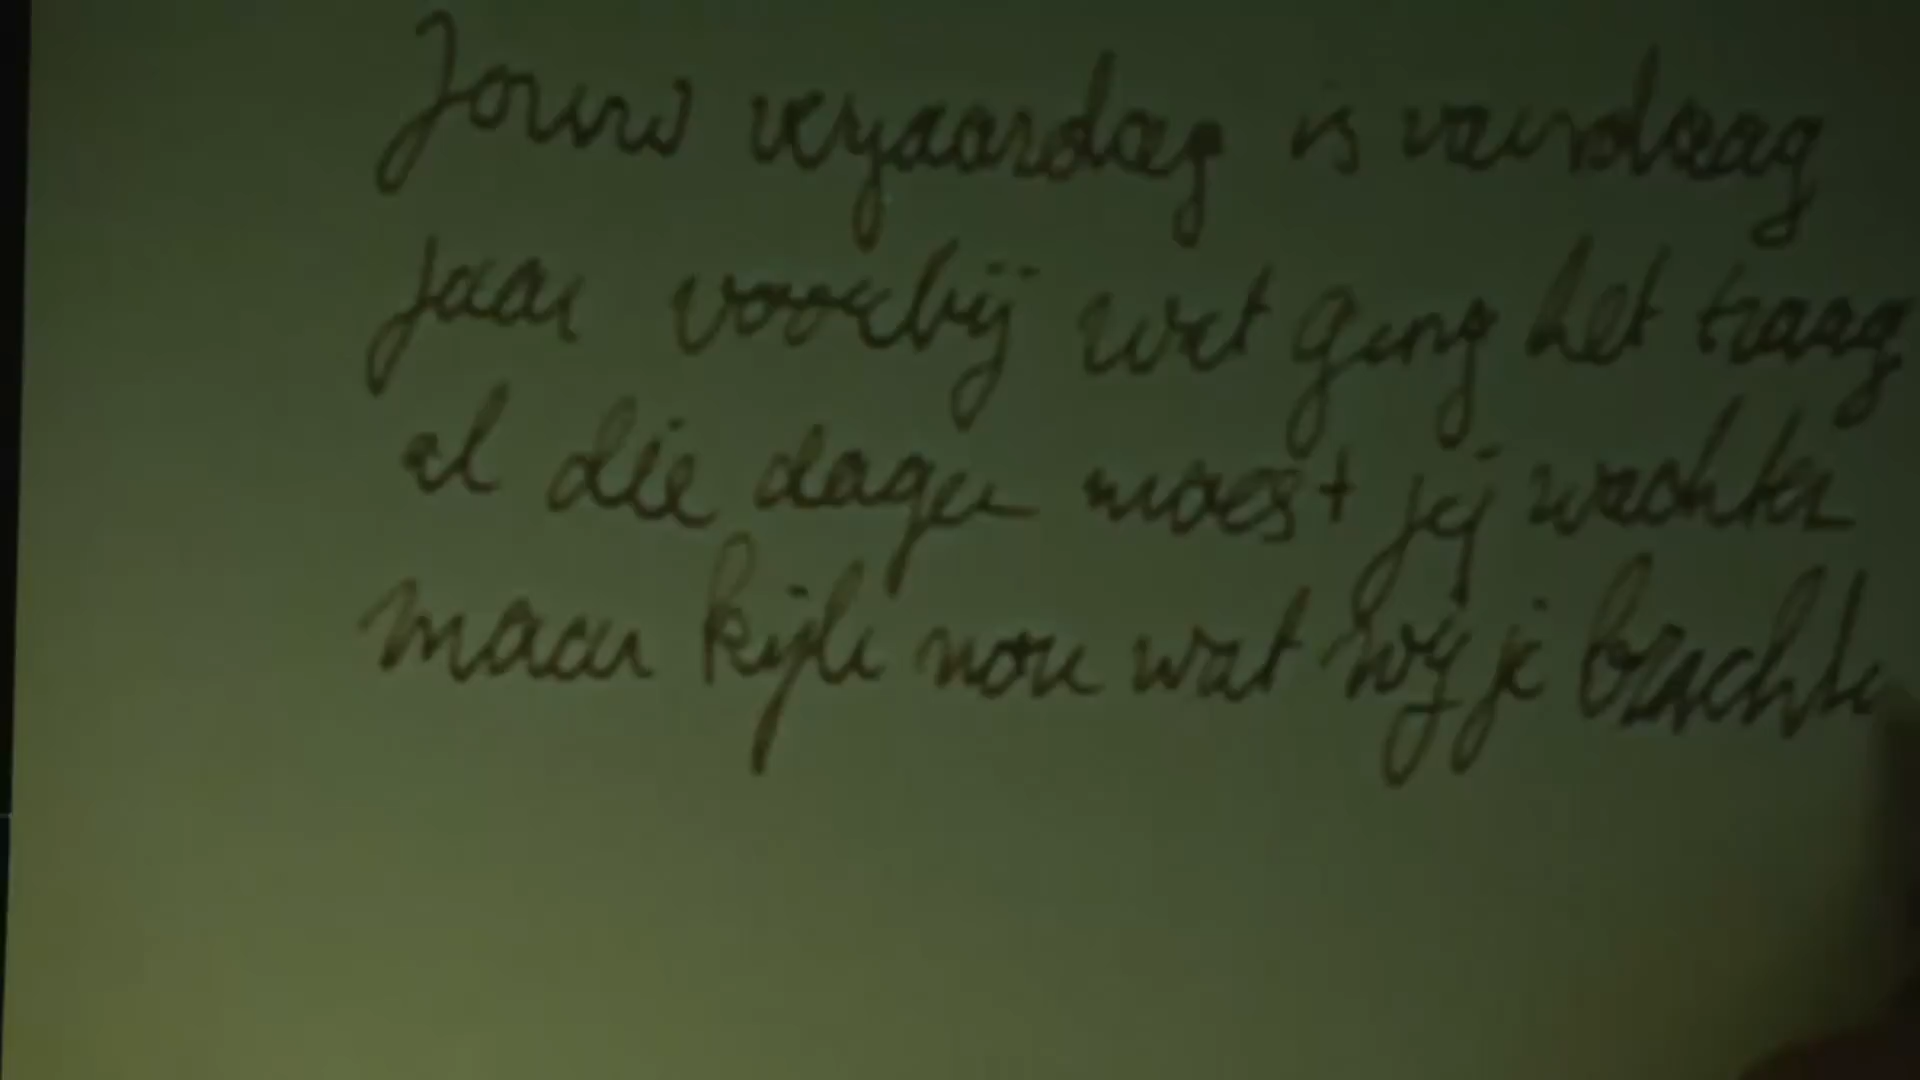 Jouw verjaardag is vandaag
jaar voorbij wat ging het traag
al die dagen moest jij wachten
maar kijk nou wat wij je brachten